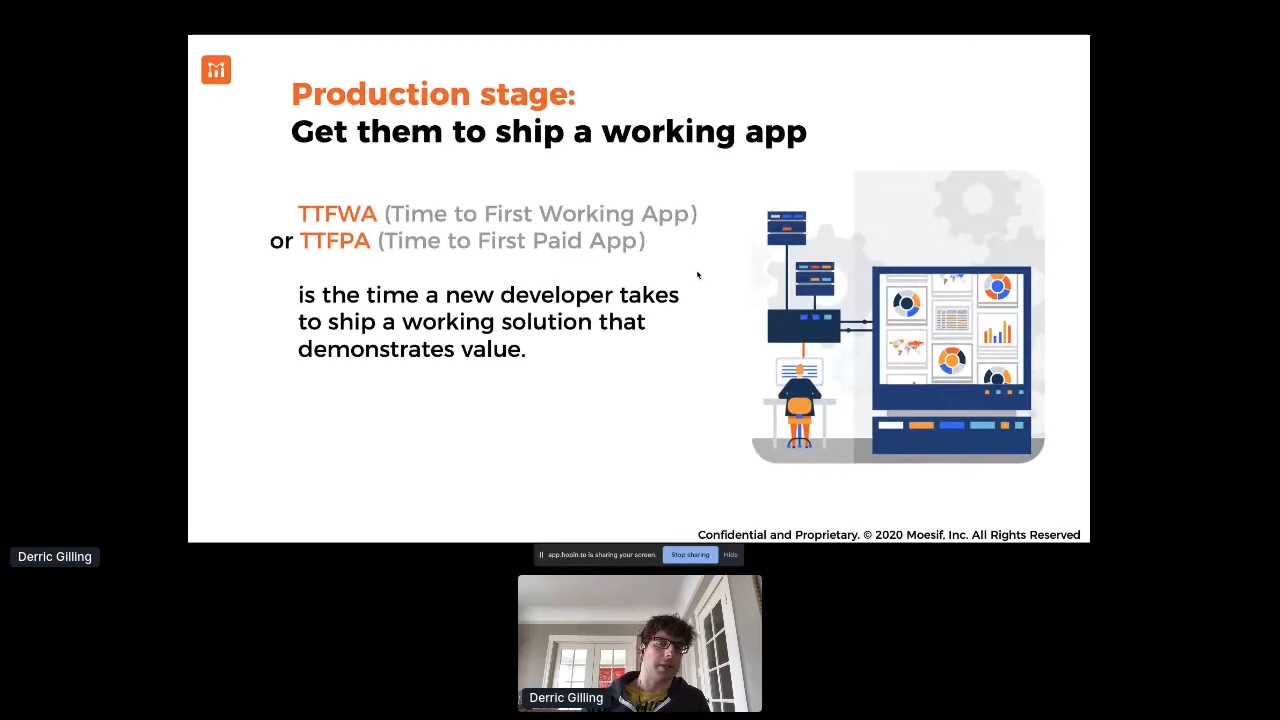 Production stage:
Get them to ship a working app
TTFWA (Time to First Working App)
or TTFPA (Time to First Paid App)
is the time a new developer takes
to ship a working solution that
demonstrates value.
Confidential and Proprietary. © 2020 Moesif, Inc. All Rights Reserved
Derric Gilling
app.hopin.to is sharing your screen.
Stop sharing
Hide
Derric Gilling